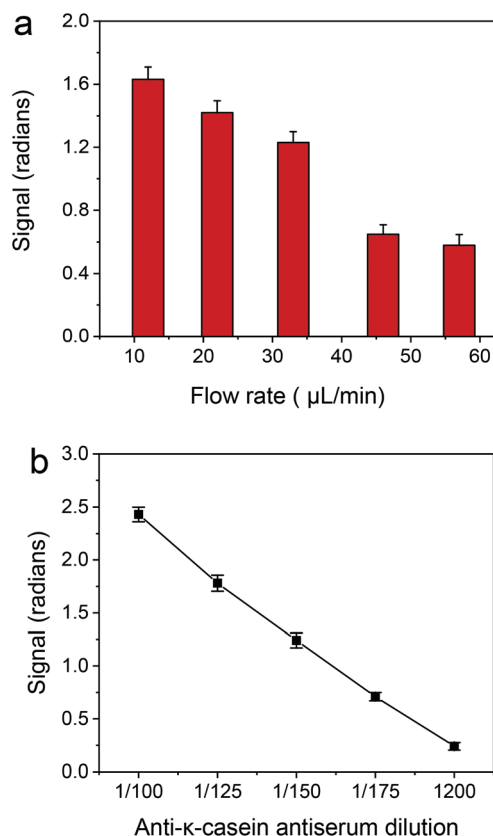 a
Signal (radians)
2.0
1.6
1.2
0.8
0.4
0.0
10 20 30 40 50 60
Flow rate ( µL/min)
b
Signal (radians)
3.0
2.5
2.0
1.5
1.0
0.5
0.0
1/100 1/125 1/150 1/175 1200
Anti-κ-casein antiserum dilution